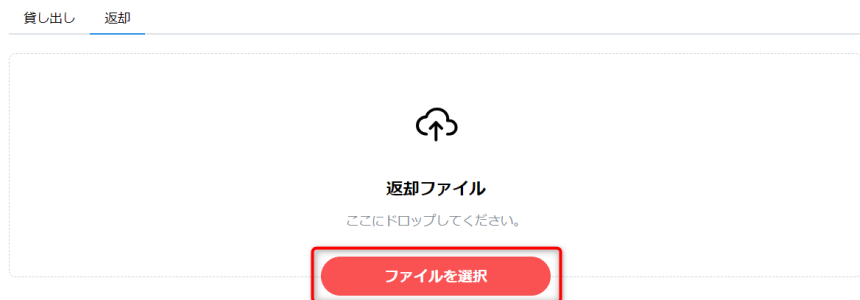 貸し出し 返却
返却ファイル
ここにドロップしてください。
ファイルを選択